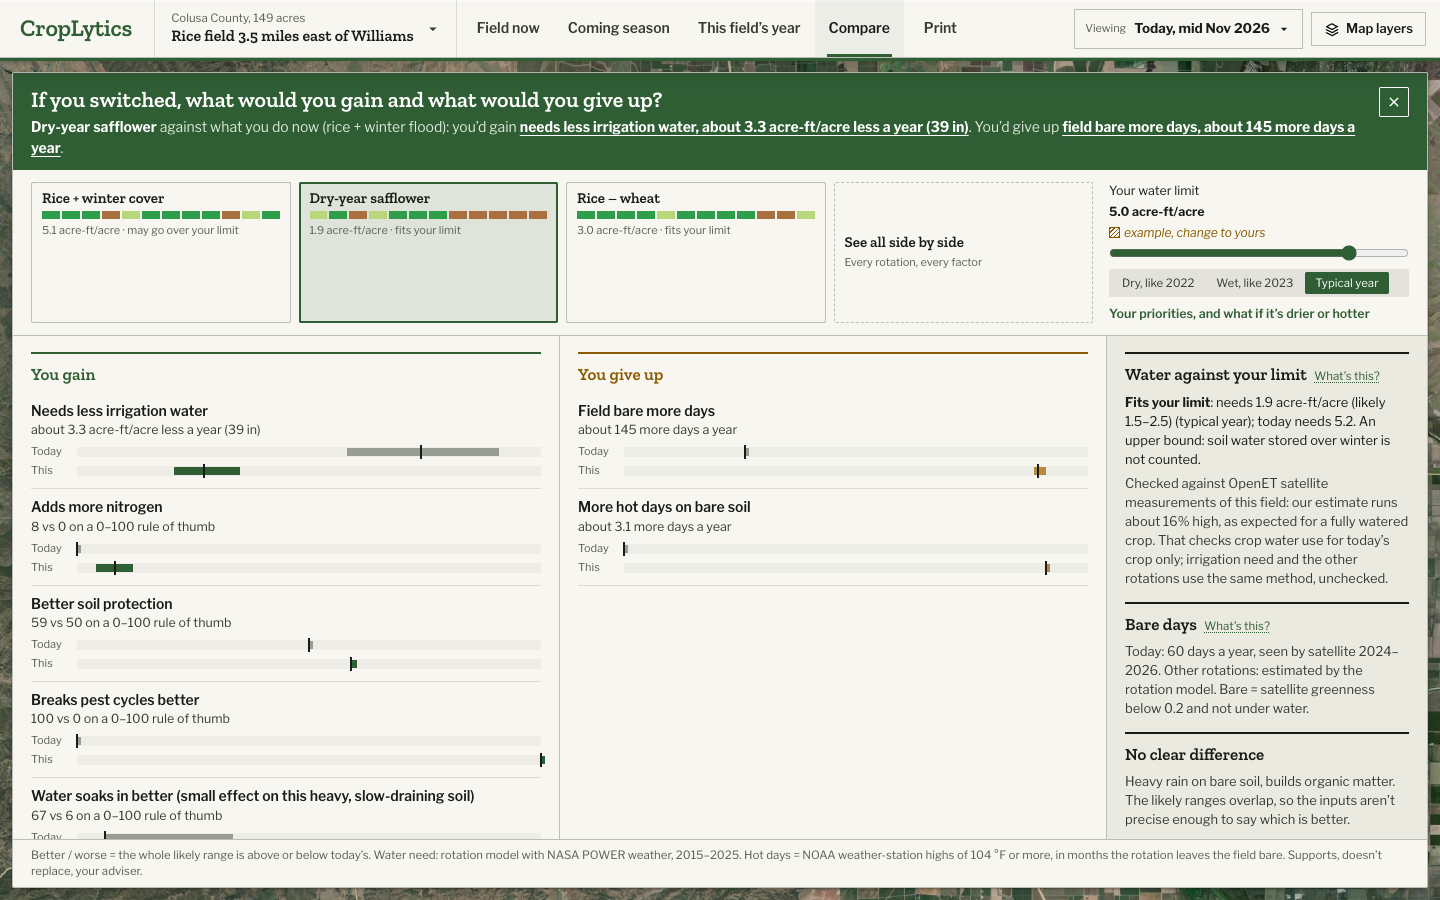 CropLytics
Colusa County, 149 acres
Rice field 3.5 miles east of Williams
Field now
Coming season
This field's year
Compare
Print
Viewing Today, mid Nov 2026
Map layers
If you switched, what would you gain and what would you give up?
Dry-year safflower against what you do now (rice + winter flood): you'd gain needs less irrigation water, about 3.3 acre-ft/acre less a year (39 in). You'd give up field bare more days, about 145 more days a
year.
Rice + winter cover
5.1 acre-ft/acre · may go over your limit
Dry-year safflower
1.9 acre-ft/acre · fits your limit
Rice – wheat
3.0 acre-ft/acre · fits your limit
See all side by side
Every rotation, every factor
Your water limit
5.0 acre-ft/acre
example, change to yours
Dry, like 2022
Wet, like 2023
Typical year
Your priorities, and what if it's drier or hotter
You gain
Needs less irrigation water
about 3.3 acre-ft/acre less a year (39 in)
Today
This
Adds more nitrogen
8 vs 0 on a 0–100 rule of thumb
Today
This
Better soil protection
59 vs 50 on a 0–100 rule of thumb
Today
This
Breaks pest cycles better
100 vs 0 on a 0–100 rule of thumb
Today
This
Water soaks in better (small effect on this heavy, slow-draining soil)
67 vs 6 on a 0–100 rule of thumb
Today
You give up
Field bare more days
about 145 more days a year
Today
This
More hot days on bare soil
about 3.1 more days a year
Today
This
Water against your limit What's this?
Fits your limit: needs 1.9 acre-ft/acre (likely
1.5–2.5) (typical year); today needs 5.2. An
upper bound: soil water stored over winter is
not counted.
Checked against OpenET satellite
measurements of this field: our estimate runs
about 16% high, as expected for a fully watered
crop. That checks crop water use for today's
crop only; irrigation need and the other
rotations use the same method, unchecked.
Bare days What's this?
Today: 60 days a year, seen by satellite 2024–
2026. Other rotations: estimated by the
rotation model. Bare = satellite greenness
below 0.2 and not under water.
No clear difference
Heavy rain on bare soil, builds organic matter.
The likely ranges overlap, so the inputs aren't
precise enough to say which is better.
Better / worse = the whole likely range is above or below today's. Water need: rotation model with NASA POWER weather, 2015–2025. Hot days = NOAA weather-station highs of 104 °F or more, in months the rotation leaves the field bare. Supports, doesn't
replace, your adviser.